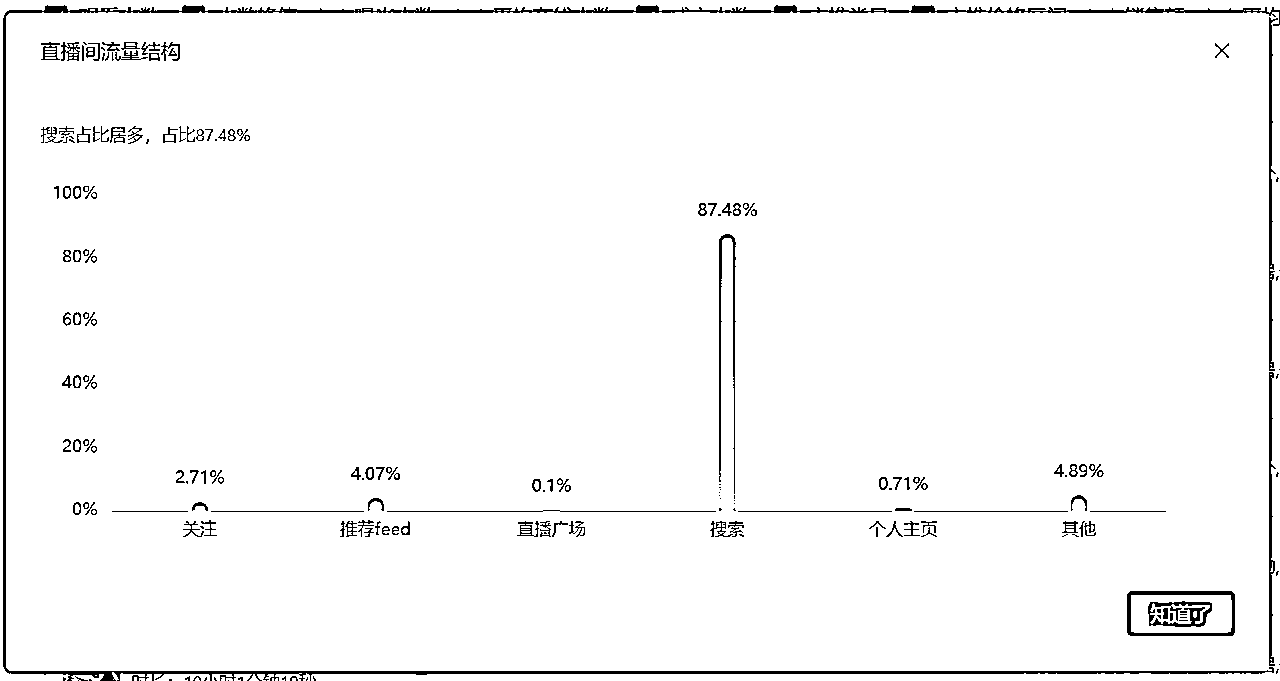 直播间流量结构
搜索占比居多，占比87.48%
100%
80%
60%
40%
20%
0%
2.71%
4.07%
0.1%
87.48%
0.71%
4.89%
关注
推荐feed
直播广场
搜索
个人主页
其他
知道了